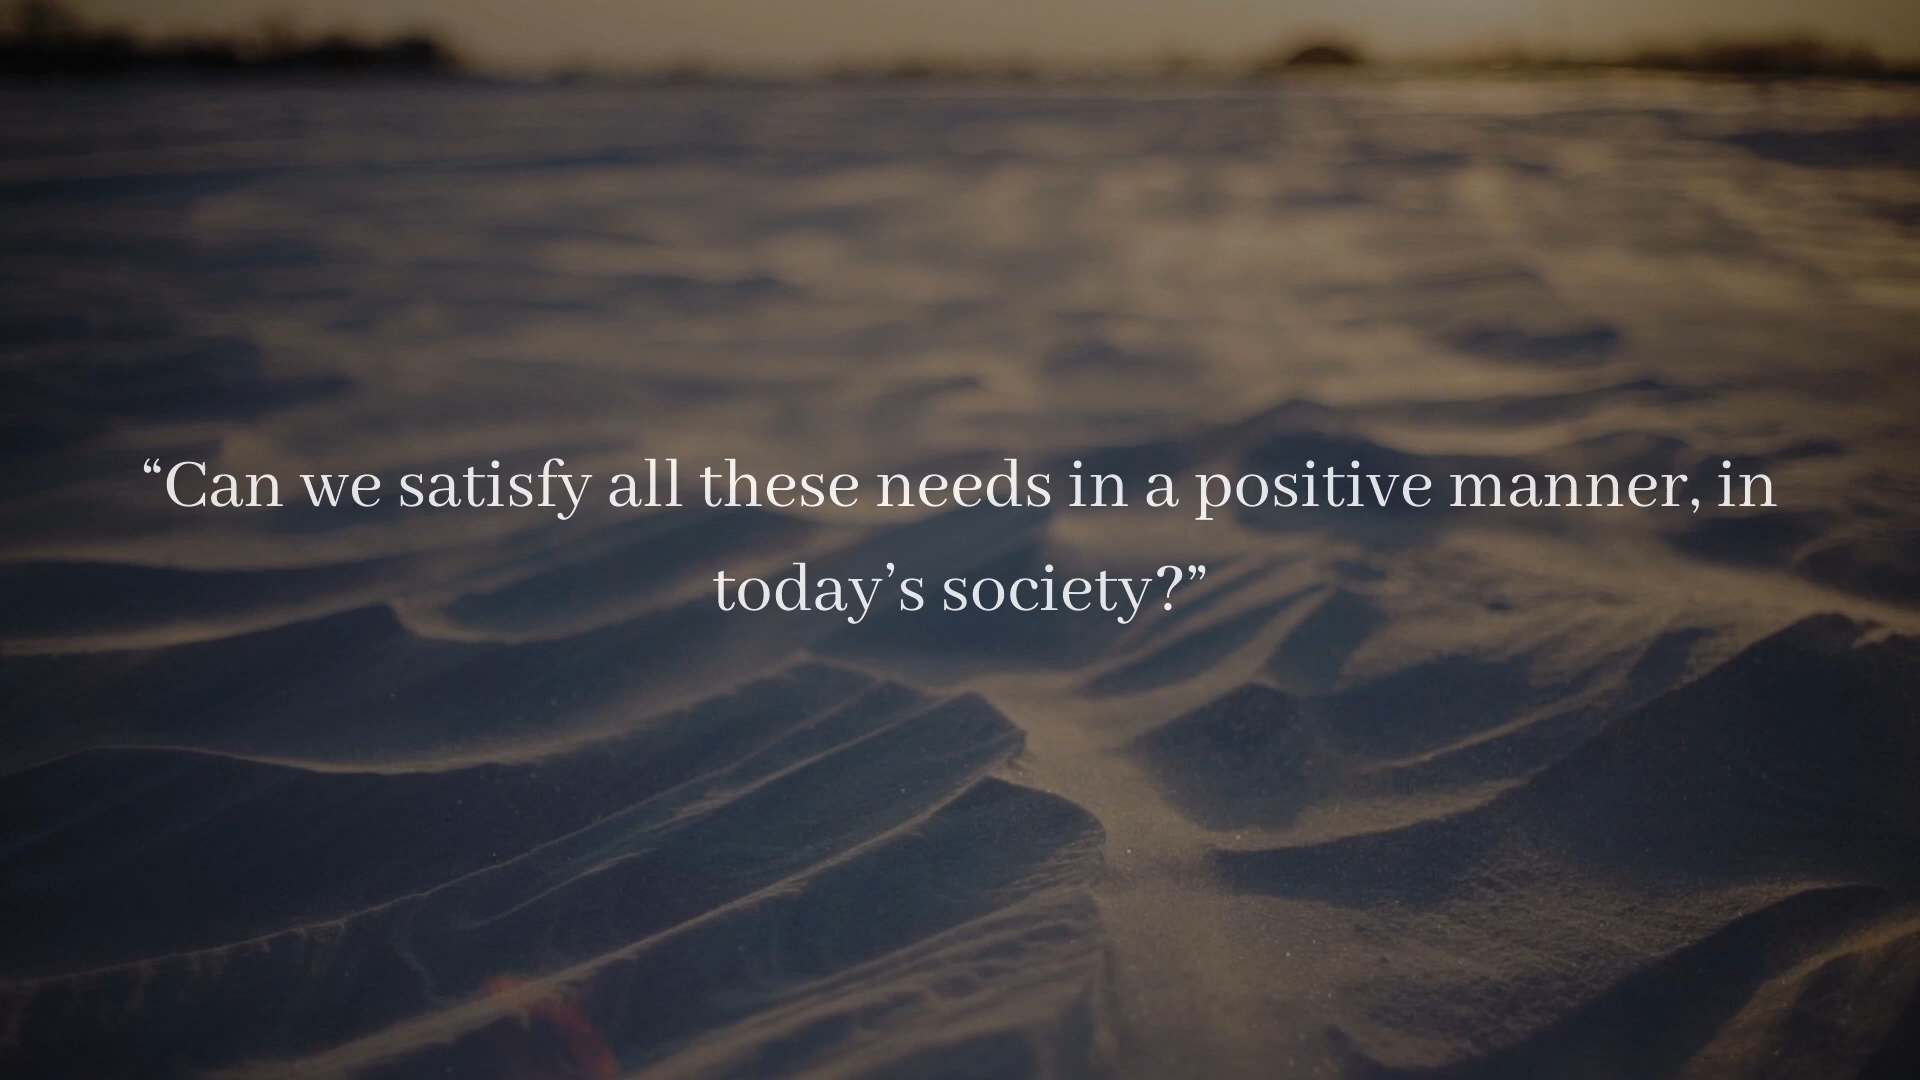 “Can we satisfy all these needs in a positive manner, in
today’s society?”